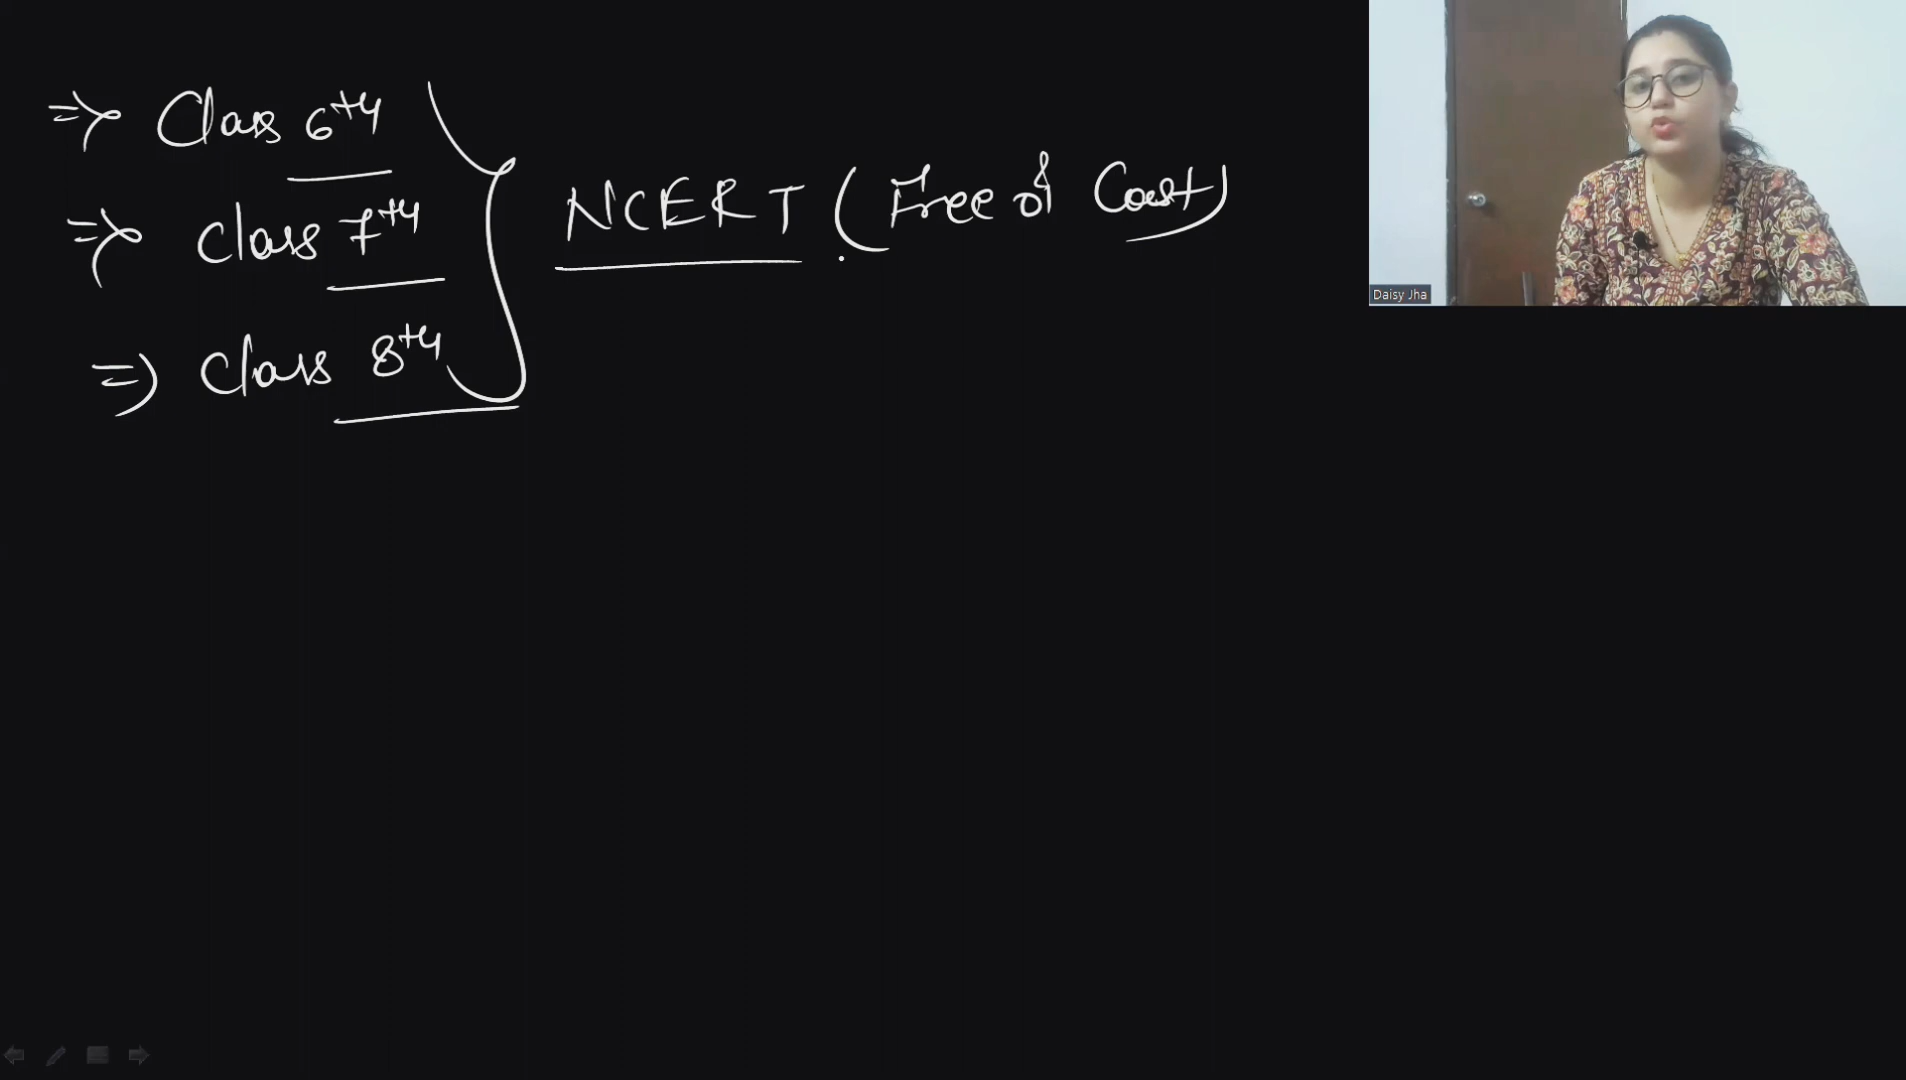 ⇒ Class 6th
⇒ Class 7th
⇒ Class 8th
NCERT (Free of Cost)
Daisy Jha